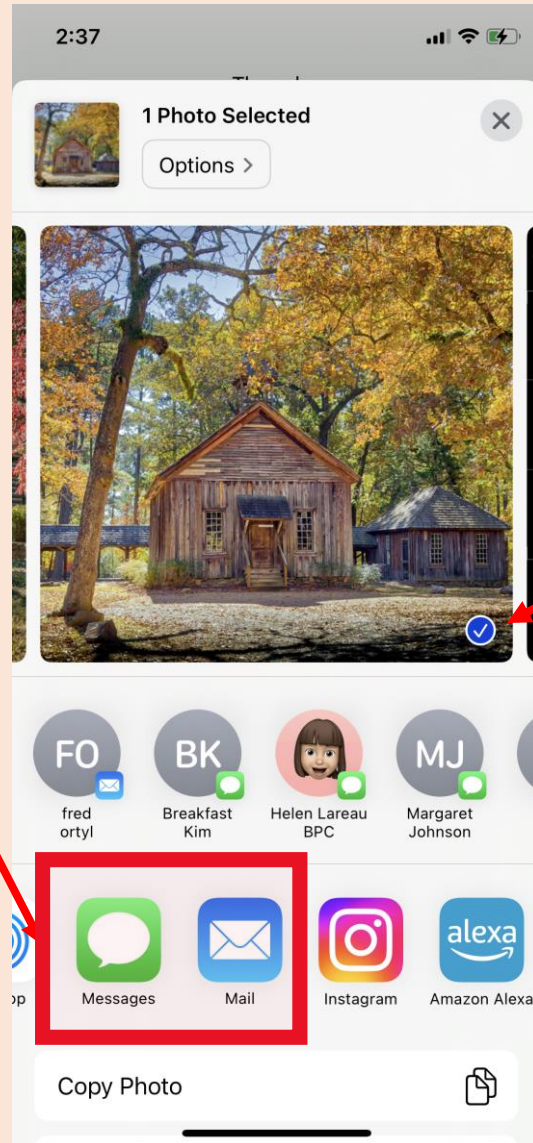 2:37
1 Photo Selected
Options >
FO
BK
MJ
fred
ortyl
Breakfast
Kim
Helen Lareau
BPC
Margaret
Johnson
alexa
Messages
Mail
Instagram
Amazon Alexa
Copy Photo